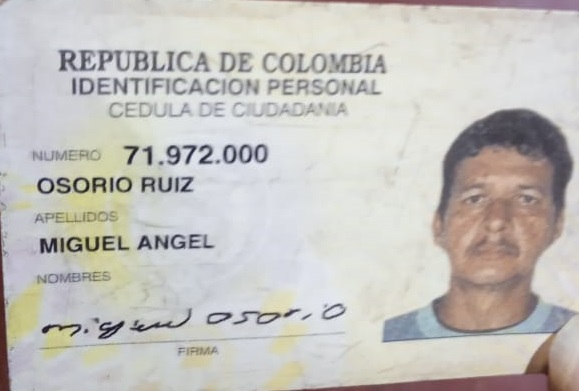 REPUBLICA DE COLOMBIA
IDENTIFICACION PERSONAL
CEDULA DE CIUDADANIA
NUMERO 71.972.000
OSORIO RUIZ
APELLIDOS
MIGUEL ANGEL
NOMBRES
miguel osorio
FIRMA